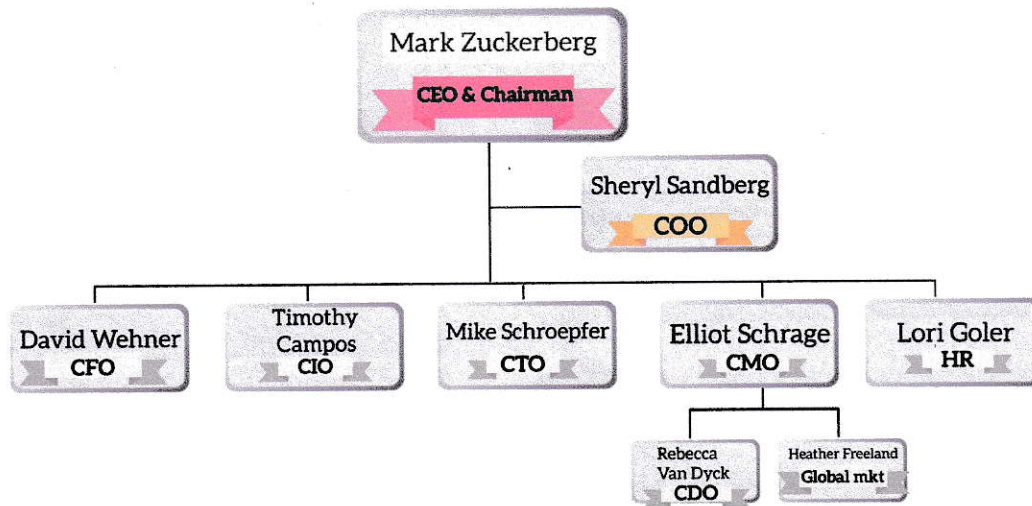 Mark Zuckerberg
CEO & Chairman
Sheryl Sandberg
COO
David Wehner
CFO
Timothy
Campos
CIO
Mike Schroepfer
CTO
Elliot Schrage
CMO
Lori Goler
HR
Rebecca
Van Dyck
CDO
Heather Freeland
Global mkt